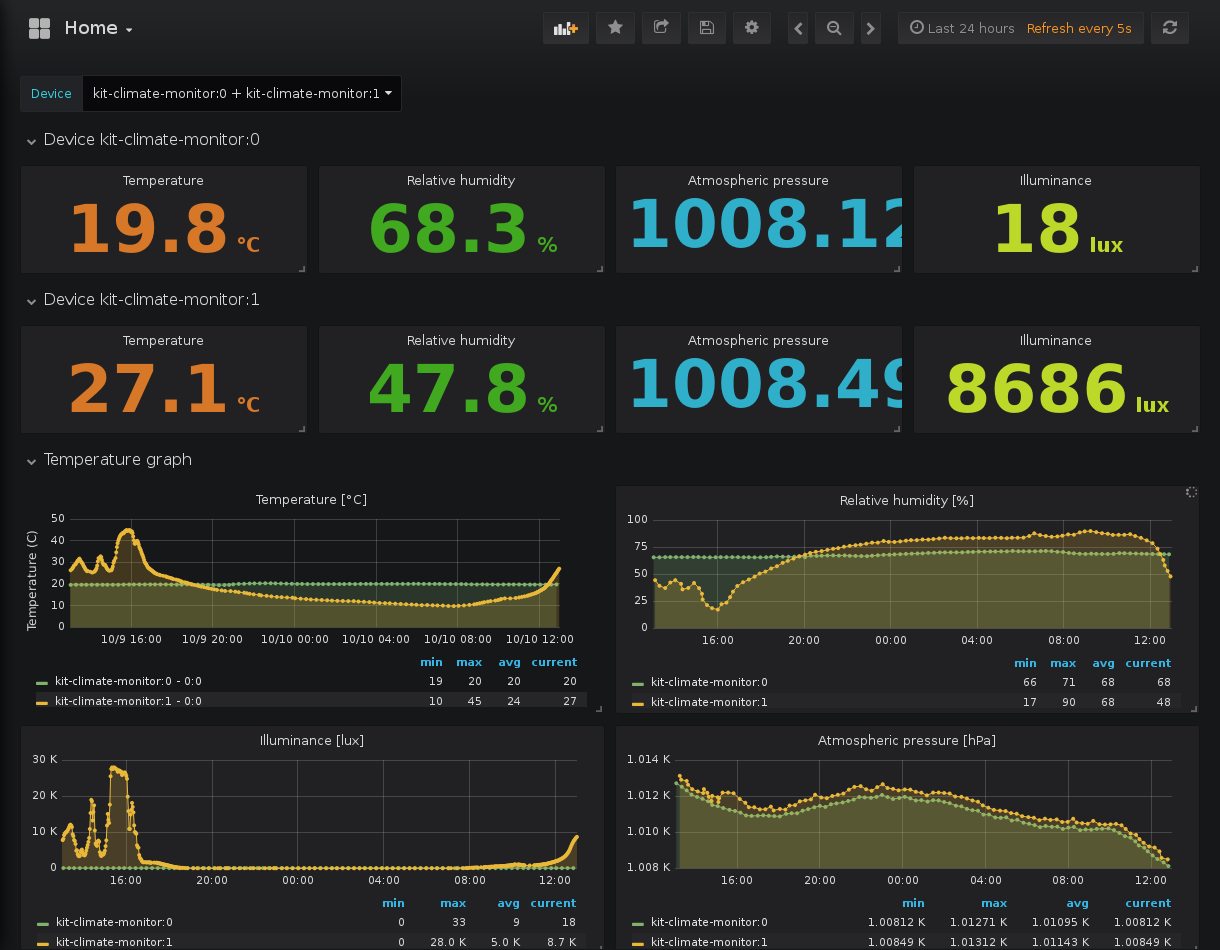 Home
Last 24 hours Refresh every 5s
Device kit-climate-monitor:0 + kit-climate-monitor:1
Device kit-climate-monitor:0
Temperature Relative humidity Atmospheric pressure Illuminance
19.8 °C 68.3 % 1008.12 18 lux
Device kit-climate-monitor:1
Temperature Relative humidity Atmospheric pressure Illuminance
27.1 °C 47.8 % 1008.49 8686 lux
Temperature graph
Temperature [°C]
Temperature (C)
50
40
30
20
10
0
10/9 16:00 10/9 20:00 10/10 00:00 10/10 04:00 10/10 08:00 10/10 12:00
min max avg current
kit-climate-monitor:0 - 0:0 19 20 20 20
kit-climate-monitor:1 - 0:0 10 45 24 27
Relative humidity [%]
100
75
50
25
0
16:00 20:00 00:00 04:00 08:00 12:00
min max avg current
kit-climate-monitor:0 66 71 68 68
kit-climate-monitor:1 17 90 68 48
Illuminance [lux]
30 K
20 K
10 K
0
16:00 20:00 00:00 04:00 08:00 12:00
min max avg current
kit-climate-monitor:0 0 33 9 18
kit-climate-monitor:1 0 28.0 K 5.0 K 8.7 K
Atmospheric pressure [hPa]
1.014 K
1.012 K
1.010 K
1.008 K
16:00 20:00 00:00 04:00 08:00 12:00
min max avg current
kit-climate-monitor:0 1.00812 K 1.01271 K 1.01095 K 1.00812 K
kit-climate-monitor:1 1.00849 K 1.01312 K 1.01143 K 1.00849 K